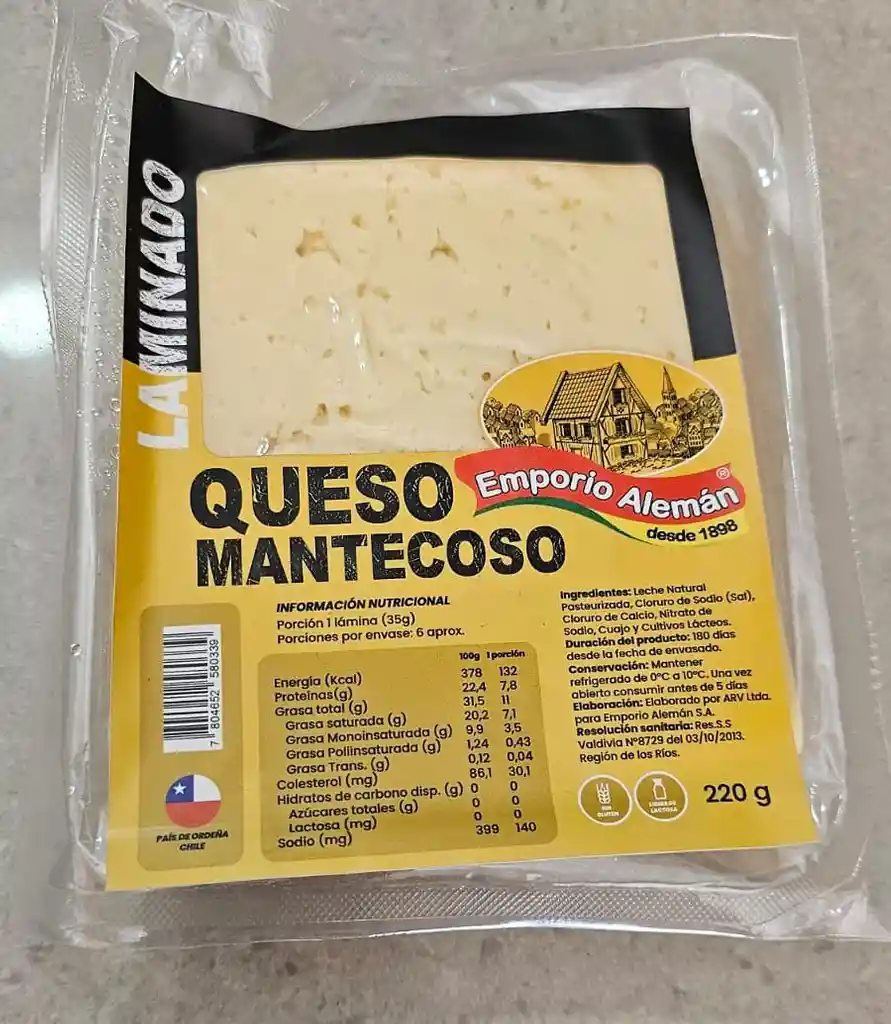 LAMINADO
QUESO
MANTECOSO
Emporio Alemán®
desde 1898
INFORMACIÓN NUTRICIONAL
Porción 1 lámina (35g)
Porciones por envase: 6 aprox.
100g 1 porción
Energía (Kcal) 378 132
Proteínas(g) 22,4 7,8
Grasa total (g) 31,5 11
Grasa saturada (g) 20,2 7,1
Grasa Monoinsaturada (g) 9,9 3,5
Grasa Poliinsaturada (g) 1,24 0,43
Grasa Trans. (g) 0,12 0,04
Colesterol (mg) 86,1 30,1
Hidratos de carbono disp. (g) 0 0
Azúcares totales (g) 0 0
Lactosa (mg) 0 0
Sodio (mg) 399 140
Ingredientes: Leche Natural
Pasteurizada, Cloruro de Sodio (Sal),
Cloruro de Calcio, Nitrato de
Sodio, Cuajo y Cultivos Lácteos.
Duración del producto: 180 días
desde la fecha de envasado.
Conservación: Mantener
refrigerado de 0°C a 10°C. Una vez
abierto consumir antes de 5 días
Elaboración: Elaborado por ARV Ltda.
para Emporio Alemán S.A.
Resolución sanitaria: Res.S.S
Valdivia N°8729 del 03/10/2013.
Región de los Ríos.
SIN
GLUTEN
LIBRE DE
LACTOSA
220 g
7 804652 580339
PAÍS DE ORDEÑA
CHILE